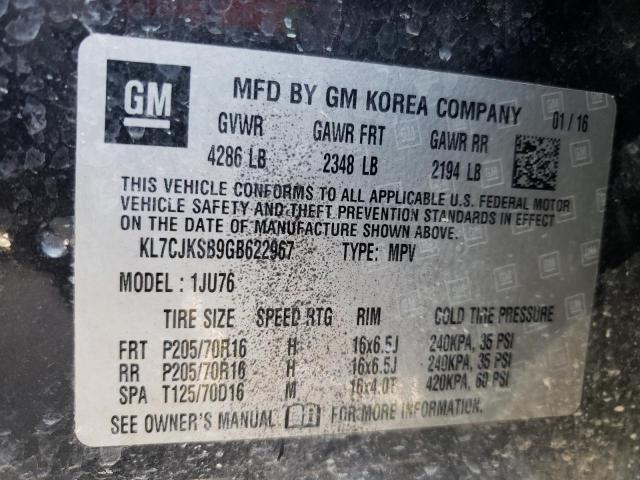 GM
MFD BY GM KOREA COMPANY 01/16
GVWR GAWR FRT GAWR RR
4286 LB 2348 LB 2194 LB
THIS VEHICLE CONFORMS TO ALL APPLICABLE U.S. FEDERAL MOTOR
VEHICLE SAFETY AND THEFT PREVENTION STANDARDS IN EFFECT
ON THE DATE OF MANUFACTURE SHOWN ABOVE.
KL7CJKSB9GB622967 TYPE: MPV
MODEL: 1JU76
TIRE SIZE SPEED RTG RIM COLD TIRE PRESSURE
FRT P205/70R16 H 16x6.5J 240KPA, 35 PSI
RR P205/70R16 H 16x6.5J 240KPA, 35 PSI
SPA T125/70D16 M 16x4.0T 420KPA, 60 PSI
SEE OWNER'S MANUAL FOR MORE INFORMATION.